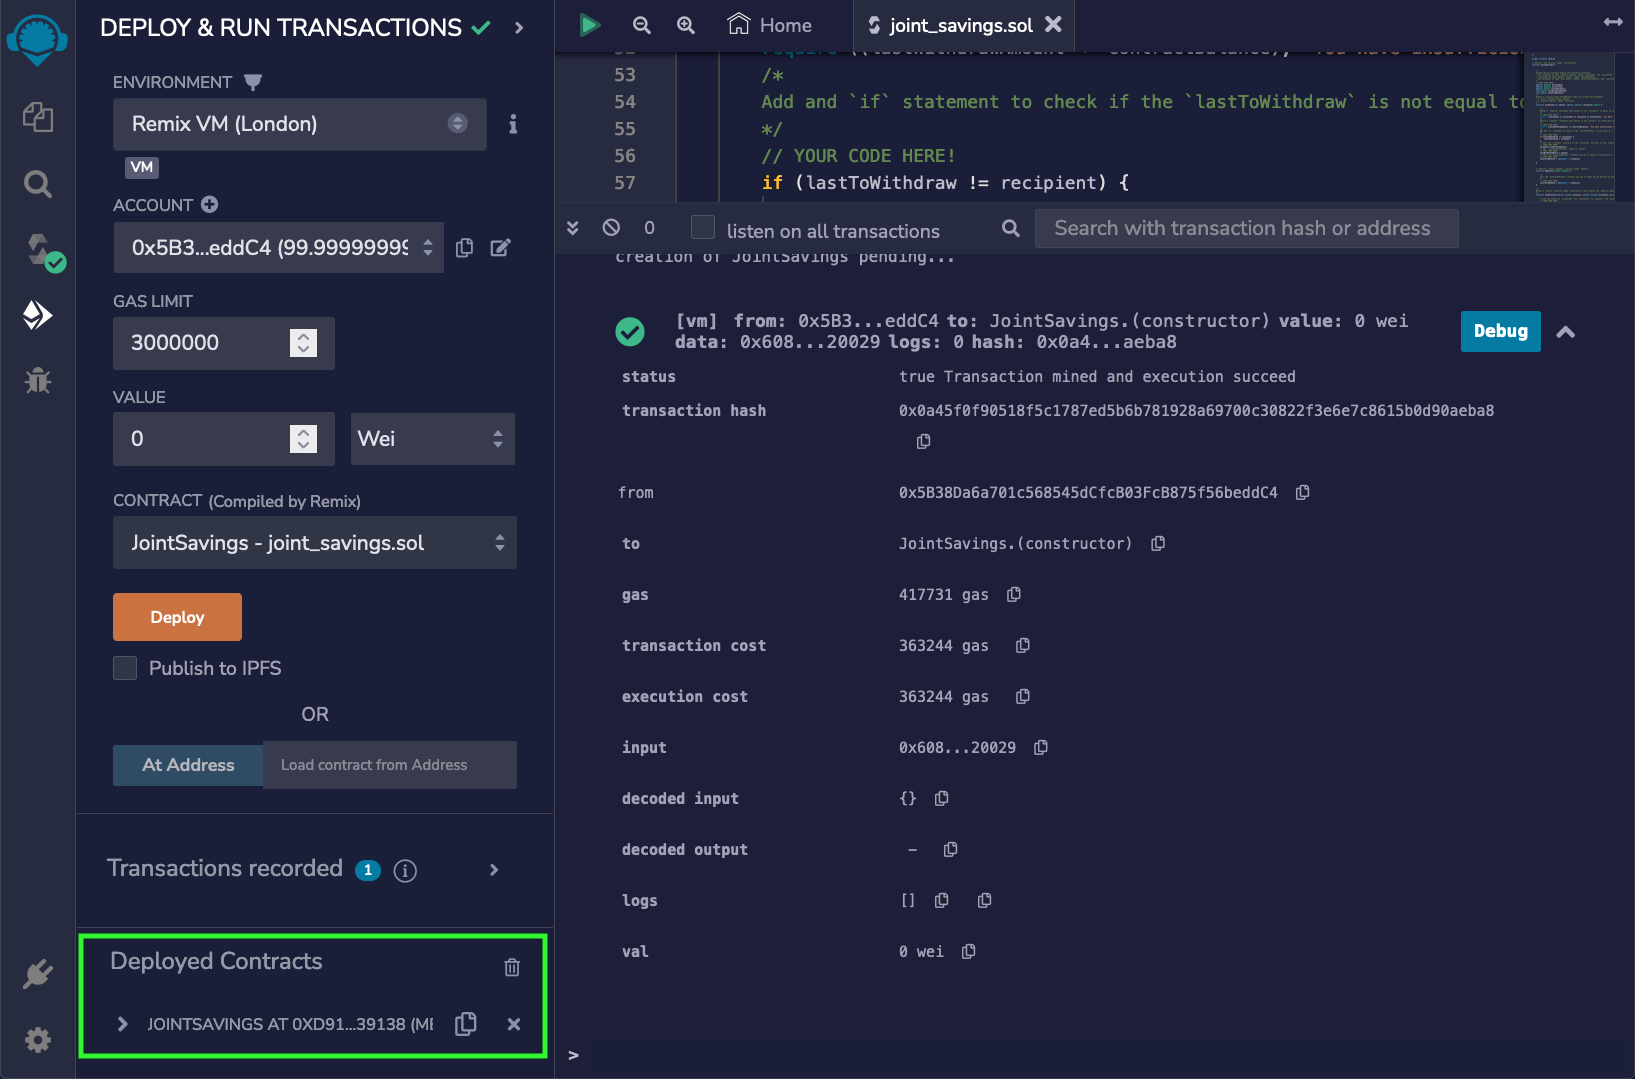 DEPLOY & RUN TRANSACTIONS
ENVIRONMENT
Remix VM (London)
VM
ACCOUNT
0x5B3...eddC4 (99.99999999
GAS LIMIT
3000000
VALUE
0
Wei
CONTRACT (Compiled by Remix)
JointSavings - joint_savings.sol
Deploy
Publish to IPFS
OR
At Address
Load contract from Address
Transactions recorded 1
Deployed Contracts
JOINTSAVINGS AT 0XD91...39138 (ME
Home
joint_savings.sol
53 /*
54 Add and `if` statement to check if the `lastToWithdraw` is not equal to
55 */
56 // YOUR CODE HERE!
57 if (lastToWithdraw != recipient) {
0
listen on all transactions
Search with transaction hash or address
creation of JointSavings pending...
[vm] from: 0x5B3...eddC4 to: JointSavings.(constructor) value: 0 wei
data: 0x608...20029 logs: 0 hash: 0x0a4...aeba8
Debug
status true Transaction mined and execution succeed
transaction hash 0x0a45f0f90518f5c1787ed5b6b781928a69700c30822f3e6e7c8615b0d90aeba8
from 0x5B38Da6a701c568545dCfcB03FcB875f56beddC4
to JointSavings.(constructor)
gas 417731 gas
transaction cost 363244 gas
execution cost 363244 gas
input 0x608...20029
decoded input {}
decoded output -
logs []
val 0 wei
>